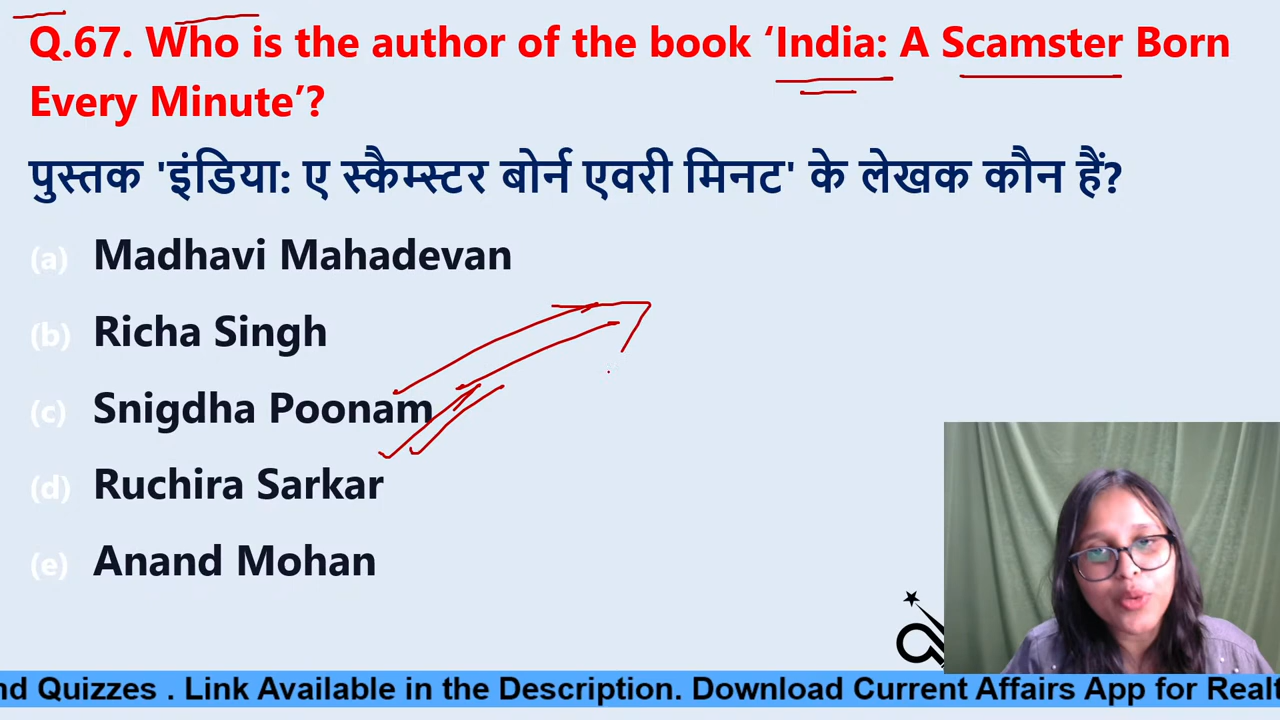 Q.67. Who is the author of the book ‘India: A Scamster Born
Every Minute’?
पुस्तक 'इंडिया: ए स्कैम्स्टर बोर्न एवरी मिनट' के लेखक कौन हैं?
(a) Madhavi Mahadevan
(b) Richa Singh
(c) Snigdha Poonam
(d) Ruchira Sarkar
(e) Anand Mohan
nd Quizzes . Link Available in the Description. Download Current Affairs App for Realt